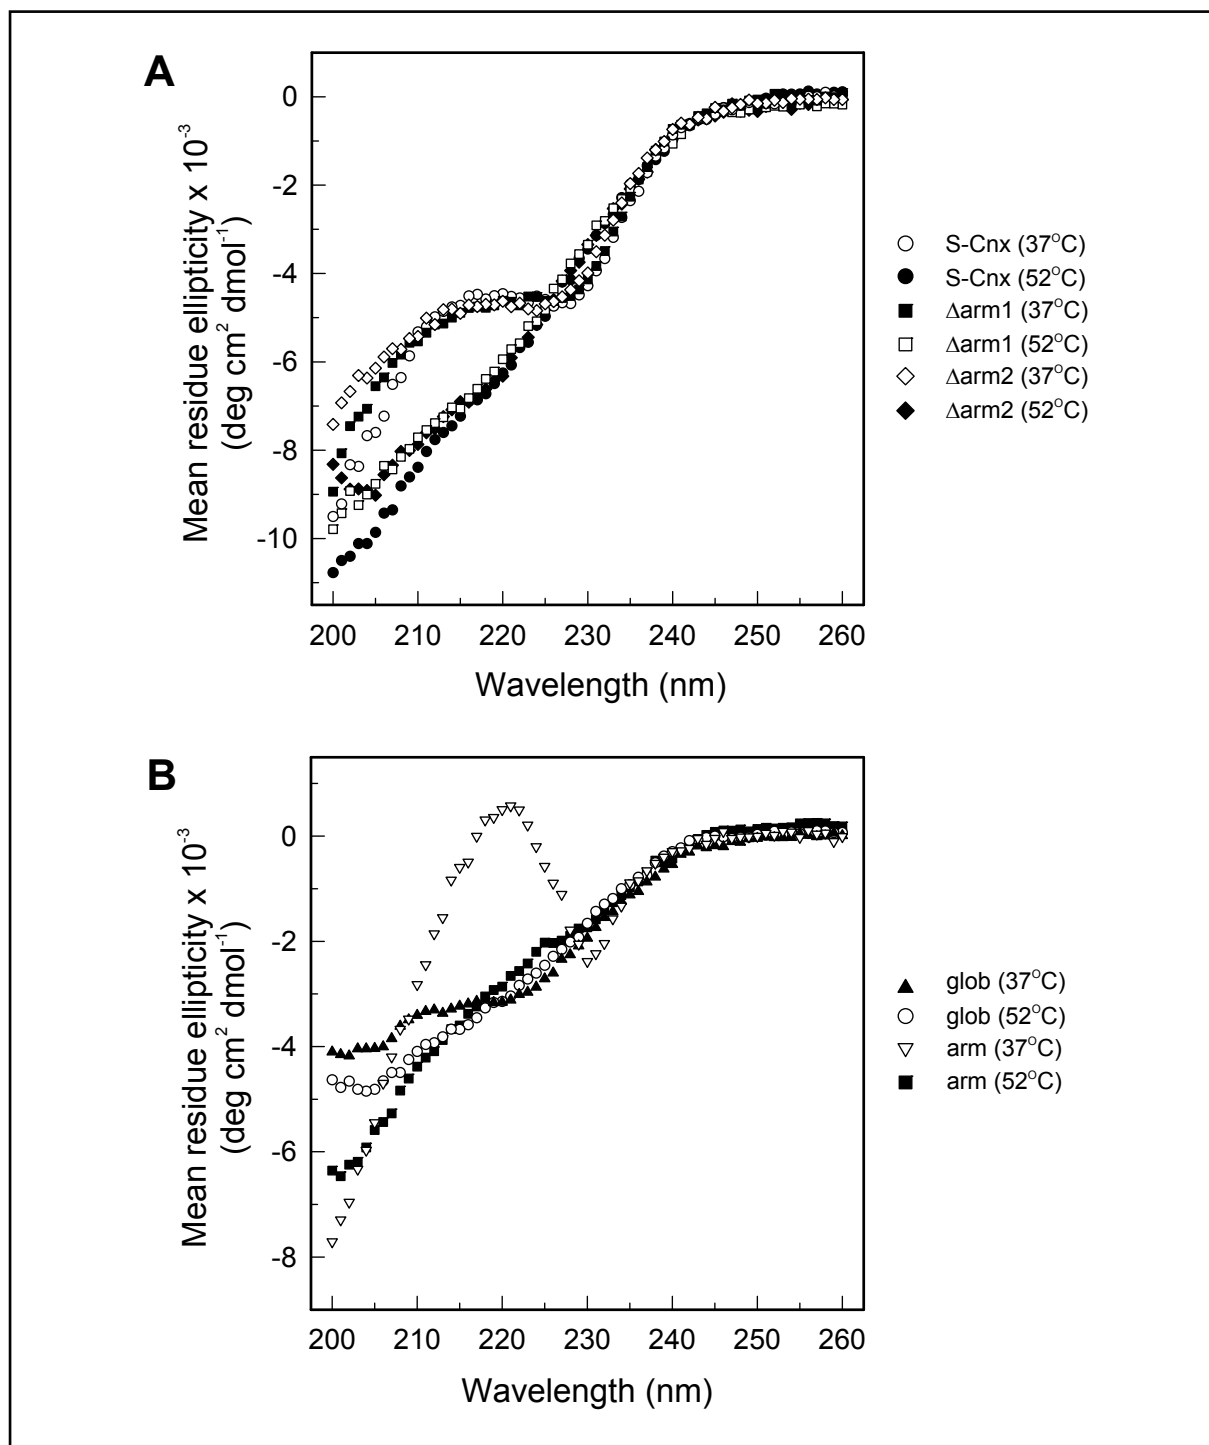 A
Mean residue ellipticity x 10⁻³
(deg cm² dmol⁻¹)
0
-2
-4
-6
-8
-10
200 210 220 230 240 250 260
Wavelength (nm)
S-Cnx (37°C)
S-Cnx (52°C)
Δarm1 (37°C)
Δarm1 (52°C)
Δarm2 (37°C)
Δarm2 (52°C)
B
Mean residue ellipticity x 10⁻³
(deg cm² dmol⁻¹)
0
-2
-4
-6
-8
200 210 220 230 240 250 260
Wavelength (nm)
glob (37°C)
glob (52°C)
arm (37°C)
arm (52°C)